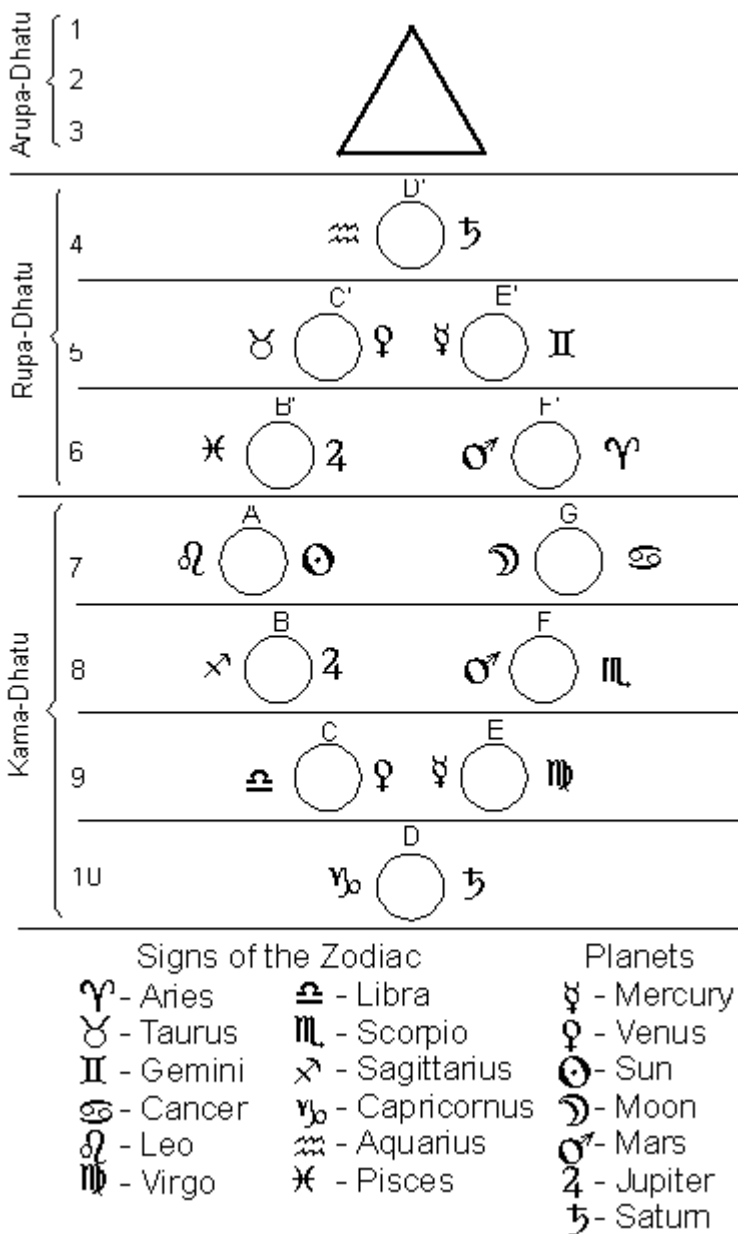 Arupa-Dhatu
1
2
3
D'
Rupa-Dhatu
4
♒ ♄
C' E'
5
♉ ♀ ☿ ♊
B' F'
6
♓ ♃ ♂ ♈
A G
Kama-Dhatu
7
♌ ☉ ☽ ♋
B F
8
♐ ♃ ♂ ♏
C E
9
♎ ♀ ☿ ♍
D
10
♑ ♄
Signs of the Zodiac Planets
♈ - Aries ♎ - Libra ☿ - Mercury
♉ - Taurus ♏ - Scorpio ♀ - Venus
♊ - Gemini ♐ - Sagittarius ☉ - Sun
♋ - Cancer ♑ - Capricornus ☽ - Moon
♌ - Leo ♒ - Aquarius ♂ - Mars
♍ - Virgo ♓ - Pisces ♃ - Jupiter
♄ - Saturn